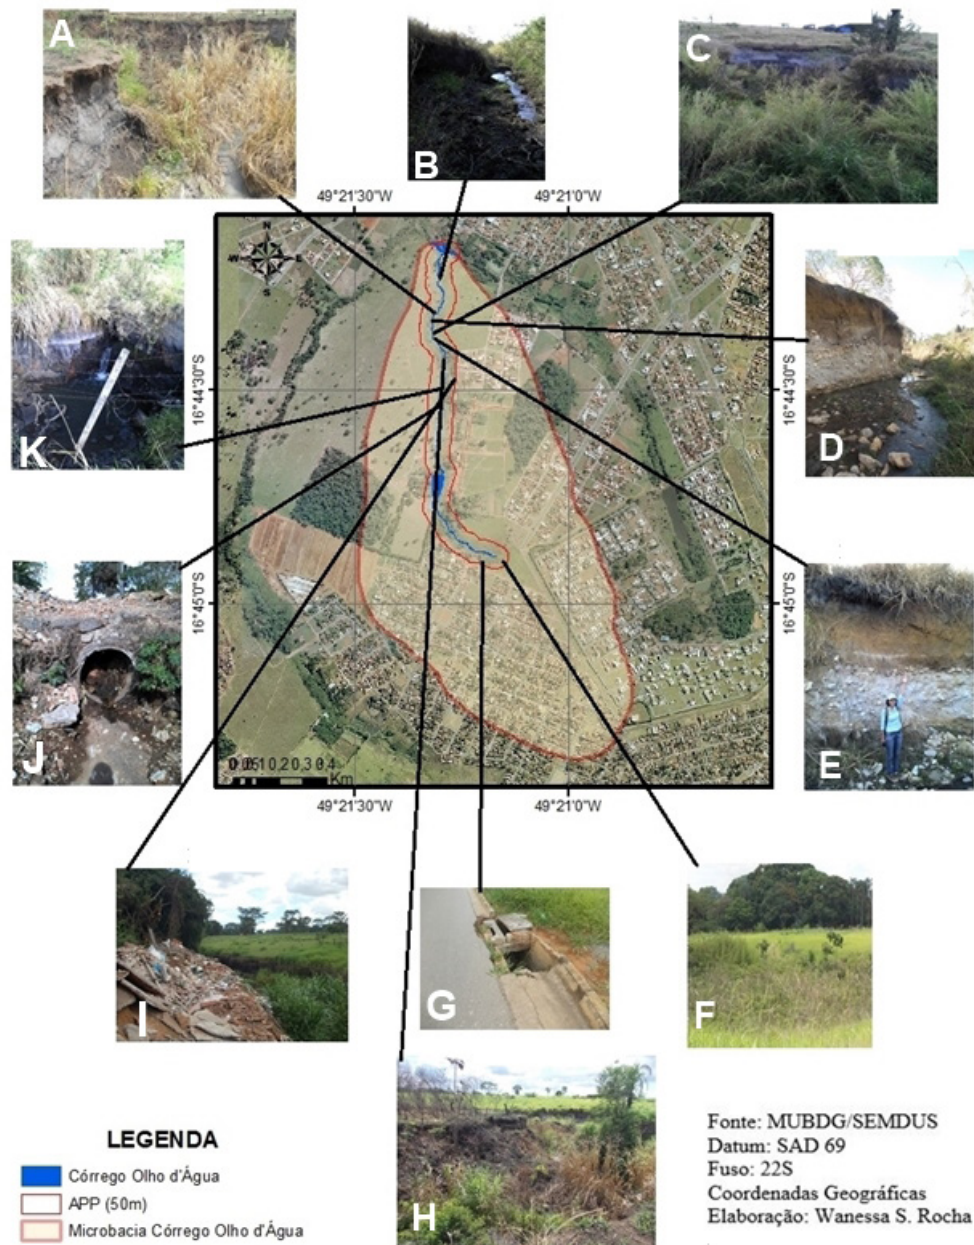 A
B
C
49°21'30"W
49°21'0"W
N
W
E
S
16°44'30"S
16°44'30"S
K
D
16°45'0"S
16°45'0"S
J
E
Km
49°21'30"W
49°21'0"W
I
G
F
H
LEGENDA
Córrego Olho d'Água
APP (50m)
Microbacia Córrego Olho d'Água
Fonte: MUBDG/SEMDUS
Datum: SAD 69
Fuso: 22S
Coordenadas Geográficas
Elaboração: Wanessa S. Rocha